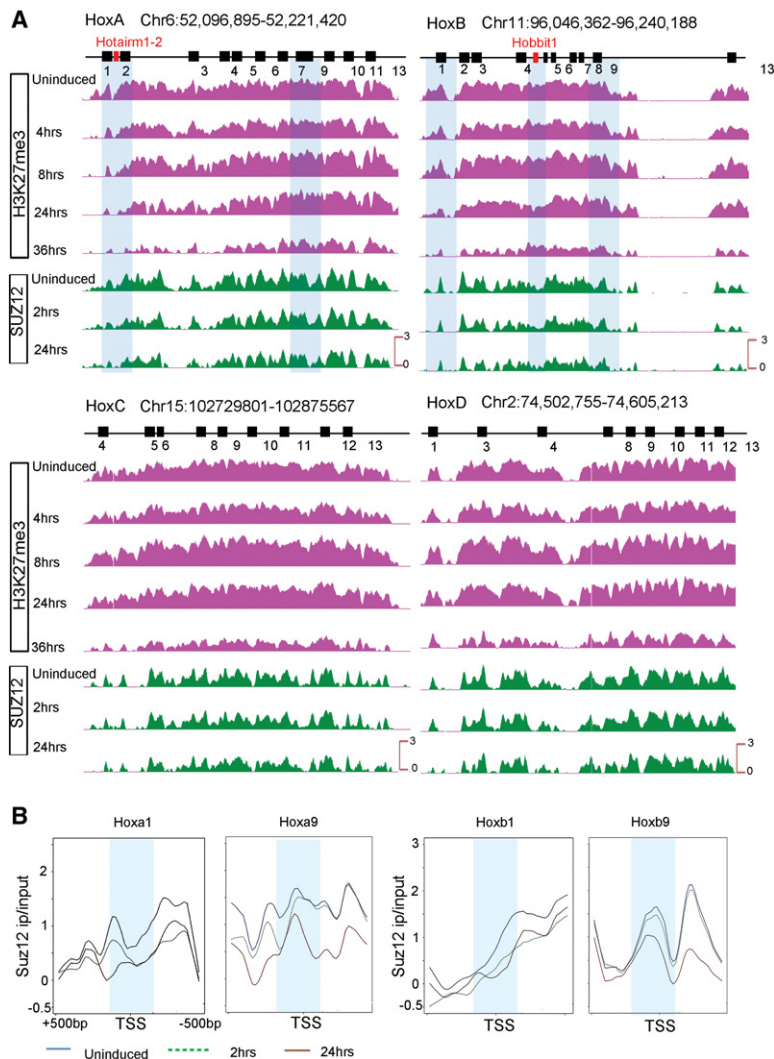 A
HoxA Chr6:52,096,895-52,221,420
Hotairm1-2
1 2 3 4 5 6 7 9 10 11 13
H3K27me3
Uninduced
4hrs
8hrs
24hrs
36hrs
SUZ12
Uninduced
2hrs
24hrs
3
0
HoxB Chr11:96,046,362-96,240,188
Hobbit1
1 2 3 4 5 6 7 8 9 13
3
0
HoxC Chr15:102729801-102875567
4 5 6 8 9 10 11 12 13
H3K27me3
Uninduced
4hrs
8hrs
24hrs
36hrs
SUZ12
Uninduced
2hrs
24hrs
3
0
HoxD Chr2:74,502,755-74,605,213
1 3 4 8 9 10 11 12 13
3
0
B
Hoxa1 Hoxa9 Hoxb1 Hoxb9
Suz12 ip/input
2
1
0
-0.5
+500bp TSS -500bp
TSS
Suz12 ip/input
3
2
1
0
-0.5
TSS
TSS
Uninduced 2hrs 24hrs